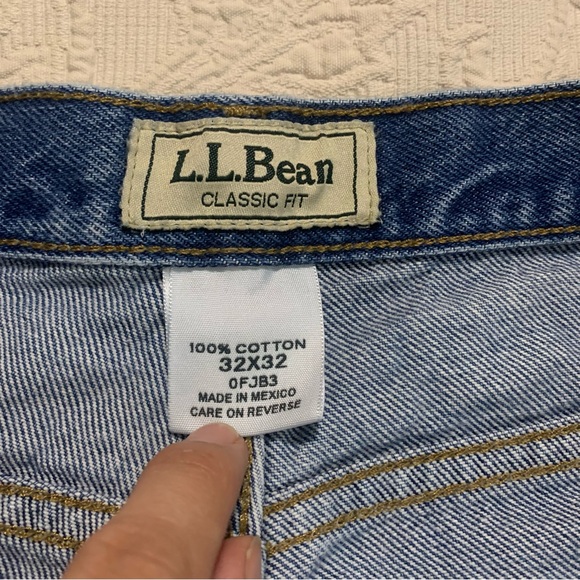 L.L.Bean
CLASSIC FIT
100% COTTON
32X32
0FJB3
MADE IN MEXICO
CARE ON REVERSE